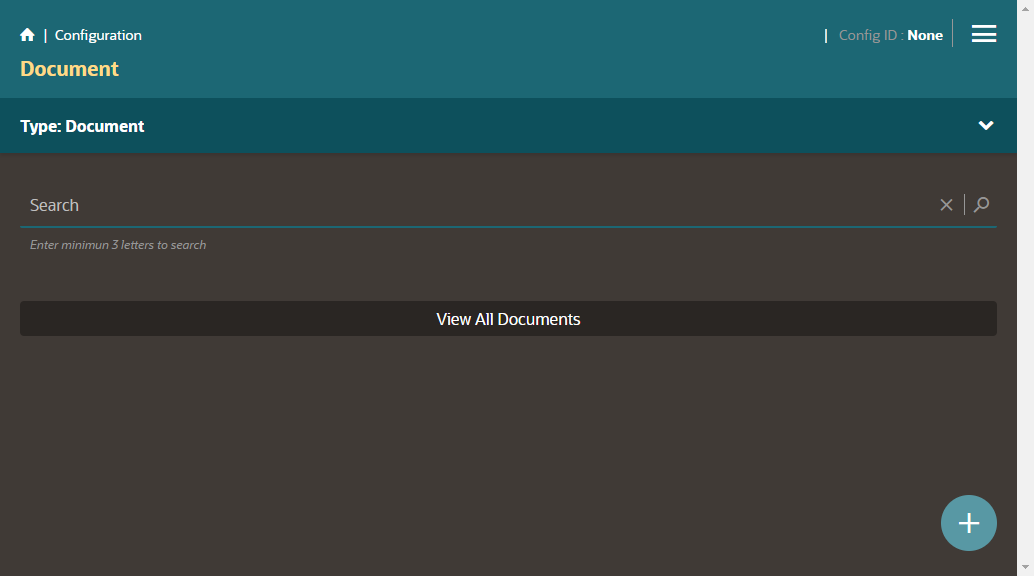 | Configuration
| Config ID : None
Document
Type: Document
Search
Enter minimun 3 letters to search
View All Documents